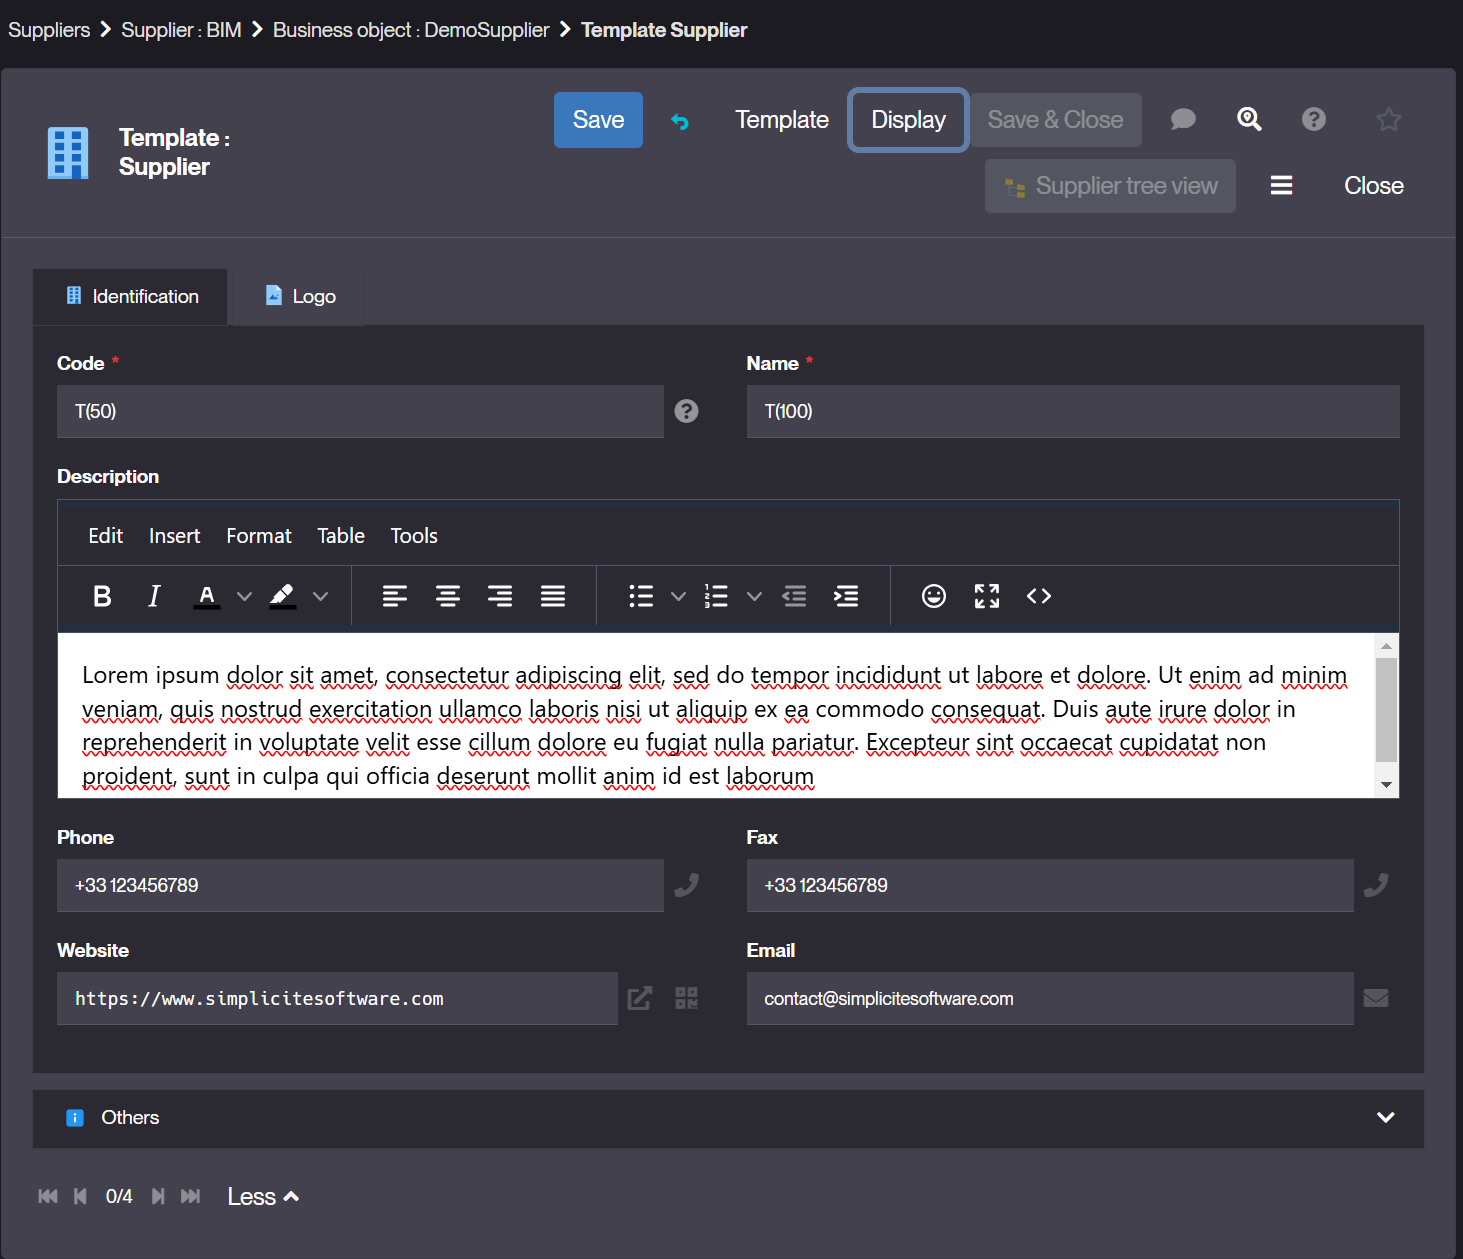 Suppliers > Supplier : BIM > Business object : DemoSupplier > Template Supplier
Template :
Supplier
Save
Template
Display
Save & Close
Supplier tree view
Close
Identification
Logo
Code *
Name *
T(50)
T(100)
Description
Edit Insert Format Table Tools
B I A
Lorem ipsum dolor sit amet, consectetur adipiscing elit, sed do tempor incididunt ut labore et dolore. Ut enim ad minim
veniam, quis nostrud exercitation ullamco laboris nisi ut aliquip ex ea commodo consequat. Duis aute irure dolor in
reprehenderit in voluptate velit esse cillum dolore eu fugiat nulla pariatur. Excepteur sint occaecat cupidatat non
proident, sunt in culpa qui officia deserunt mollit anim id est laborum
Phone
Fax
+33 123456789
+33 123456789
Website
Email
https://www.simplicitesoftware.com
contact@simplicitesoftware.com
Others
0/4
Less